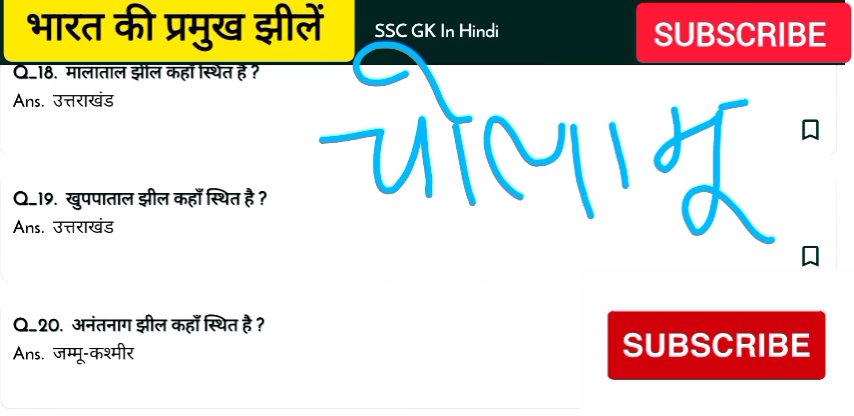 भारत की प्रमुख झीलें
SSC GK In Hindi
SUBSCRIBE
Q_18. मालाताल झील कहाँ स्थित है ?
Ans. उत्तराखंड
चोलामू
Q_19. खुपपाताल झील कहाँ स्थित है ?
Ans. उत्तराखंड
Q_20. अनंतनाग झील कहाँ स्थित है ?
Ans. जम्मू-कश्मीर
SUBSCRIBE